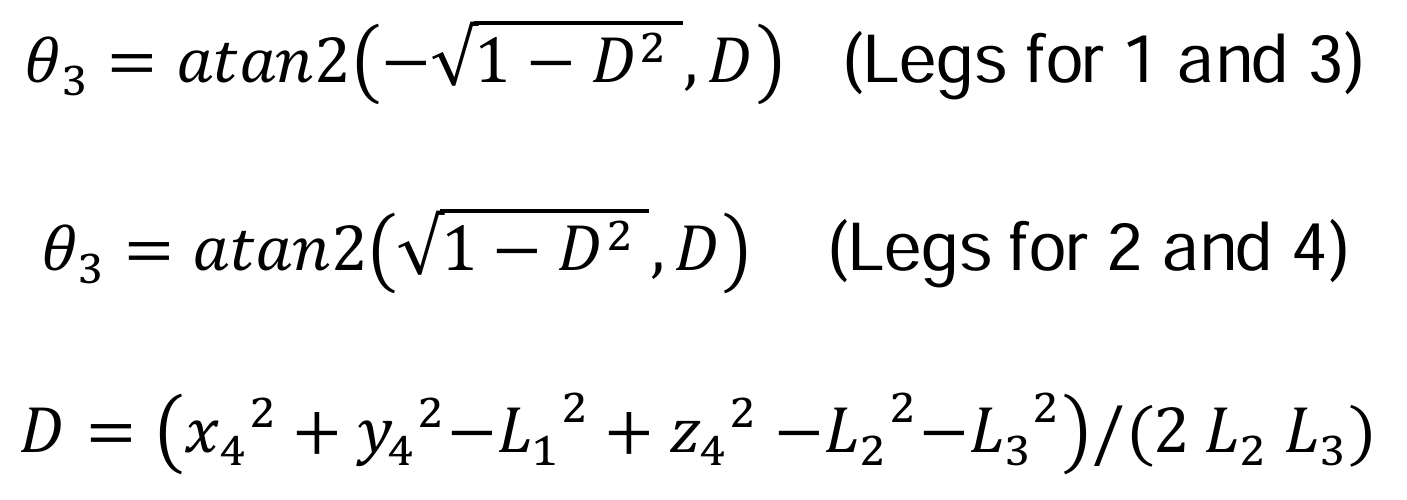 θ₃ = atan2(−√1 − D², D) (Legs for 1 and 3)
θ₃ = atan2(√1 − D², D) (Legs for 2 and 4)
D = (x₄² + y₄² −L₁² + z₄² −L₂² −L₃²)/(2 L₂ L₃)